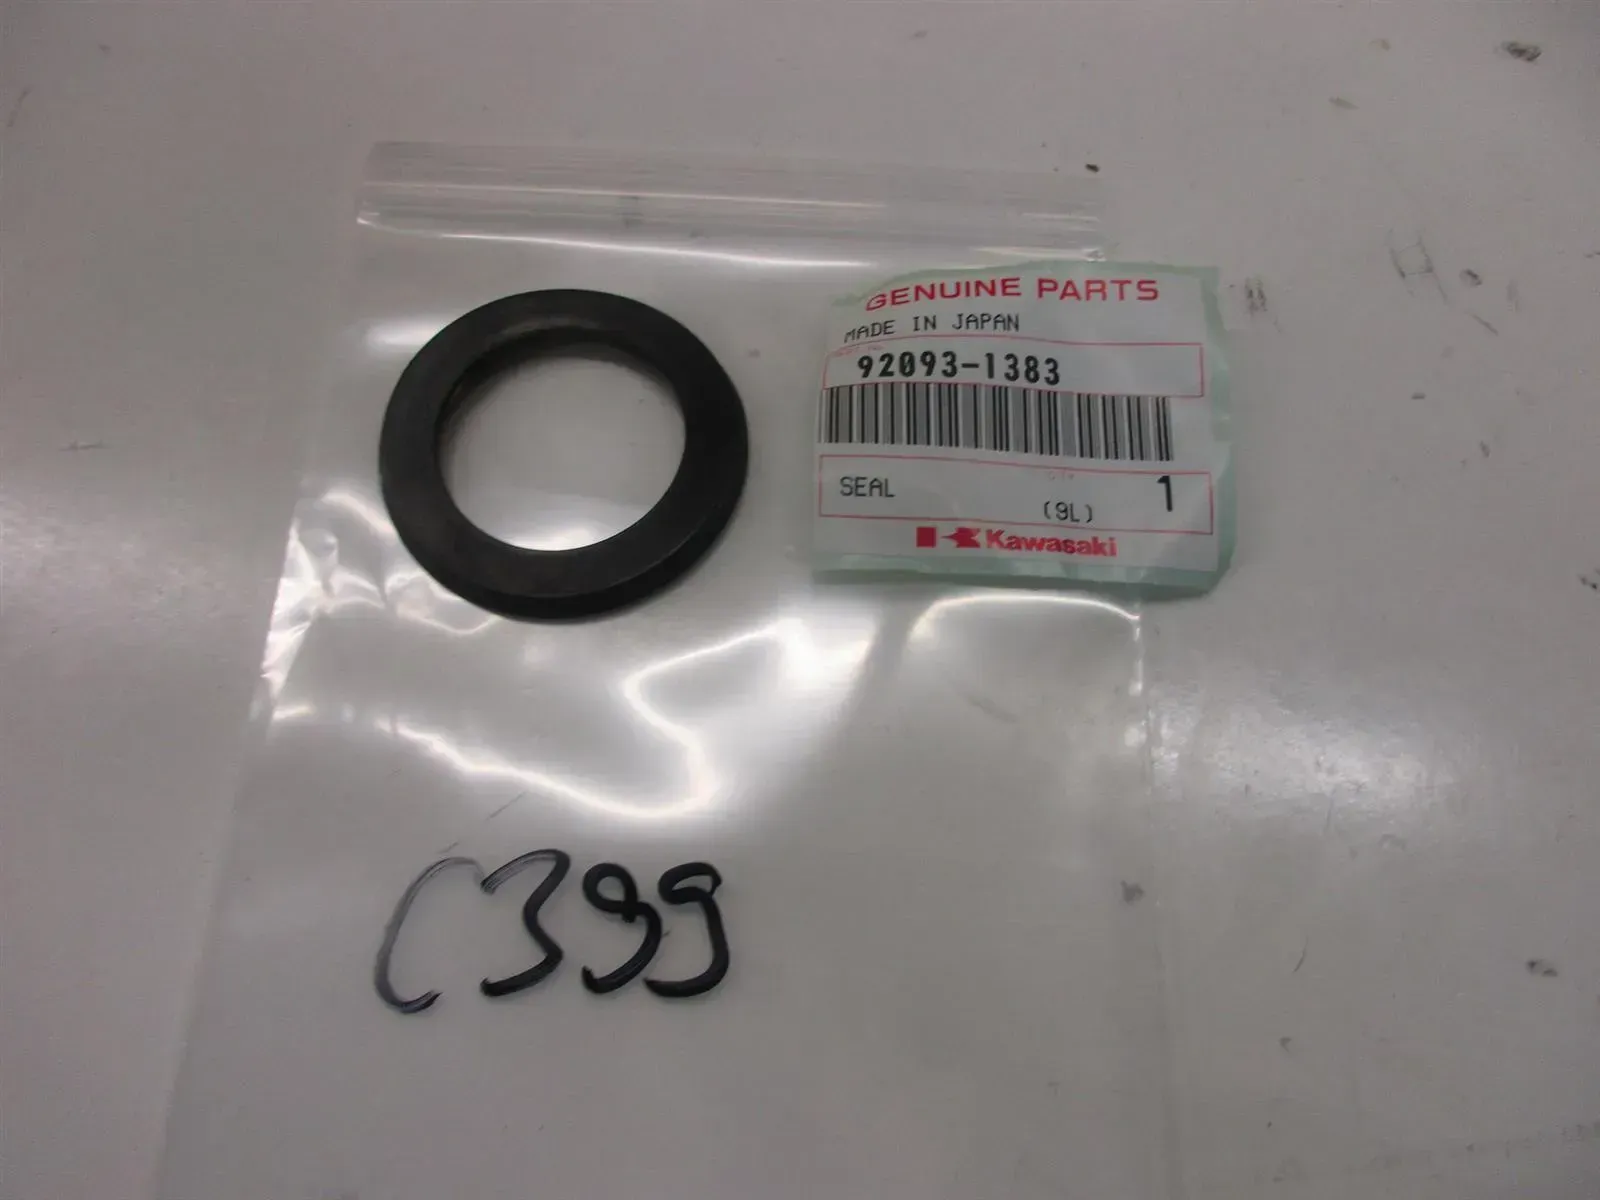 GENUINE PARTS
MADE IN JAPAN
92093-1383
SEAL
1
(9L)
Kawasaki
C399